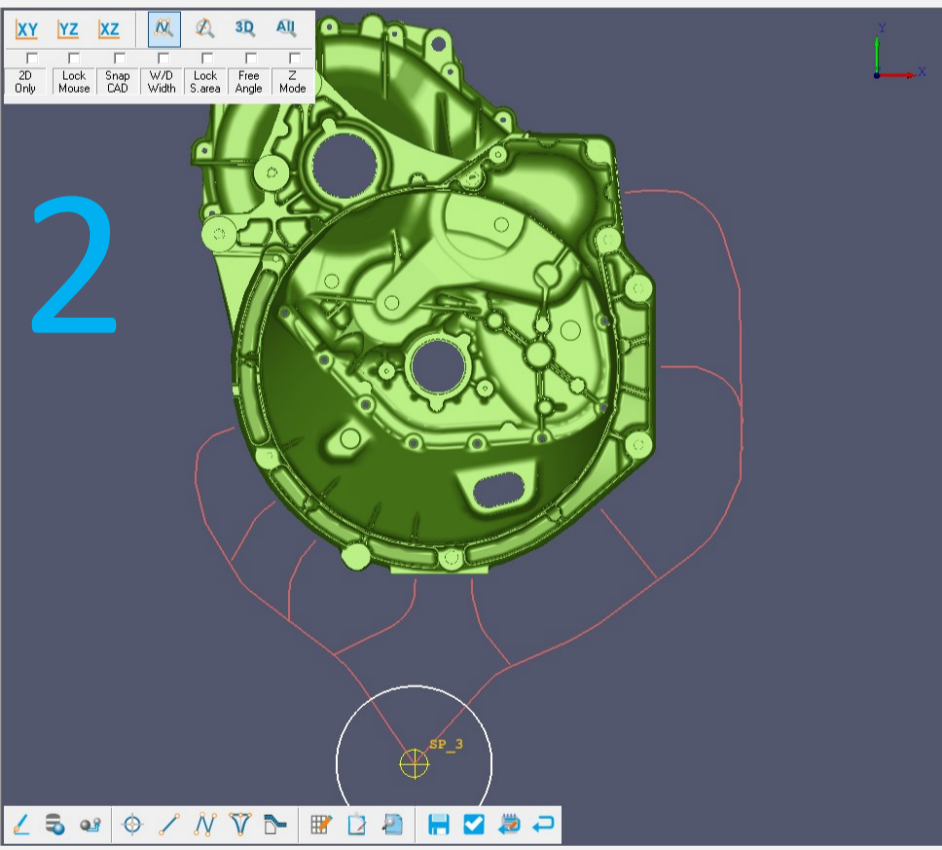 XY YZ XZ 3D All
2D Only Lock Mouse Snap CAD W/D Width Lock S.area Free Angle Z Mode
Y
X
2
SP_3